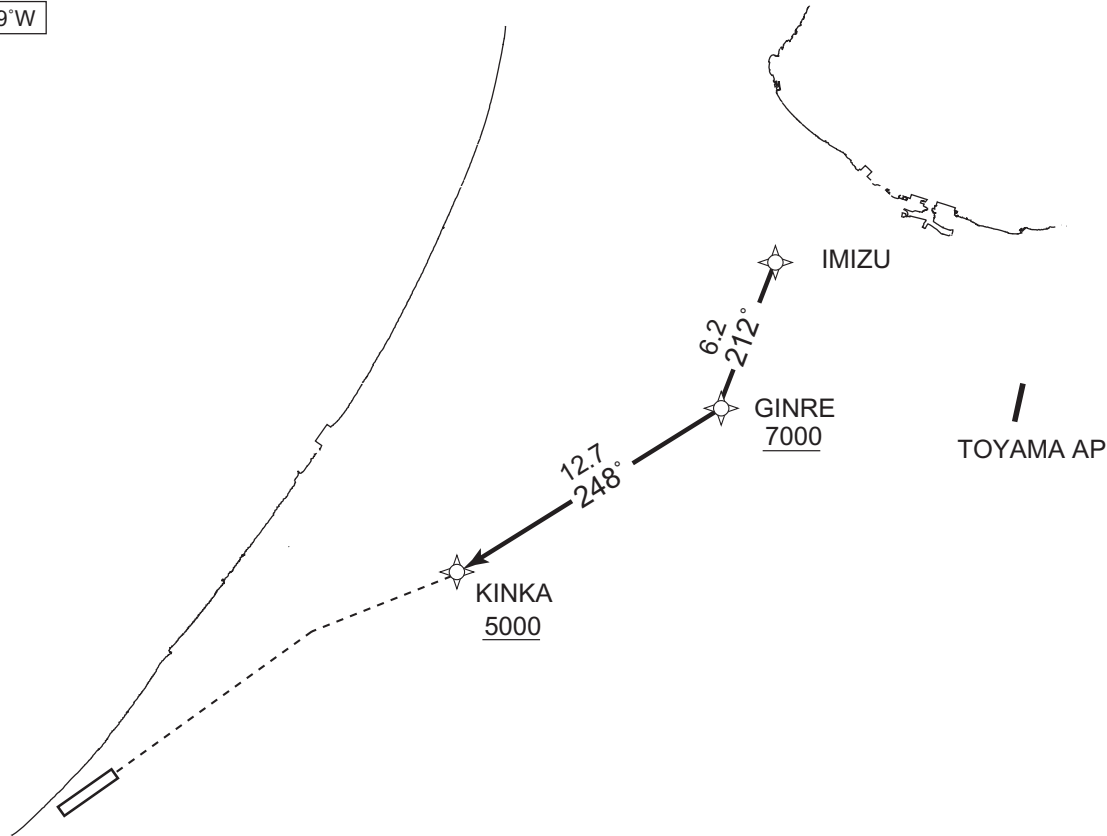 9˚W
IMIZU
6.2
212˚
GINRE
7000
TOYAMA AP
12.7
248˚
KINKA
5000